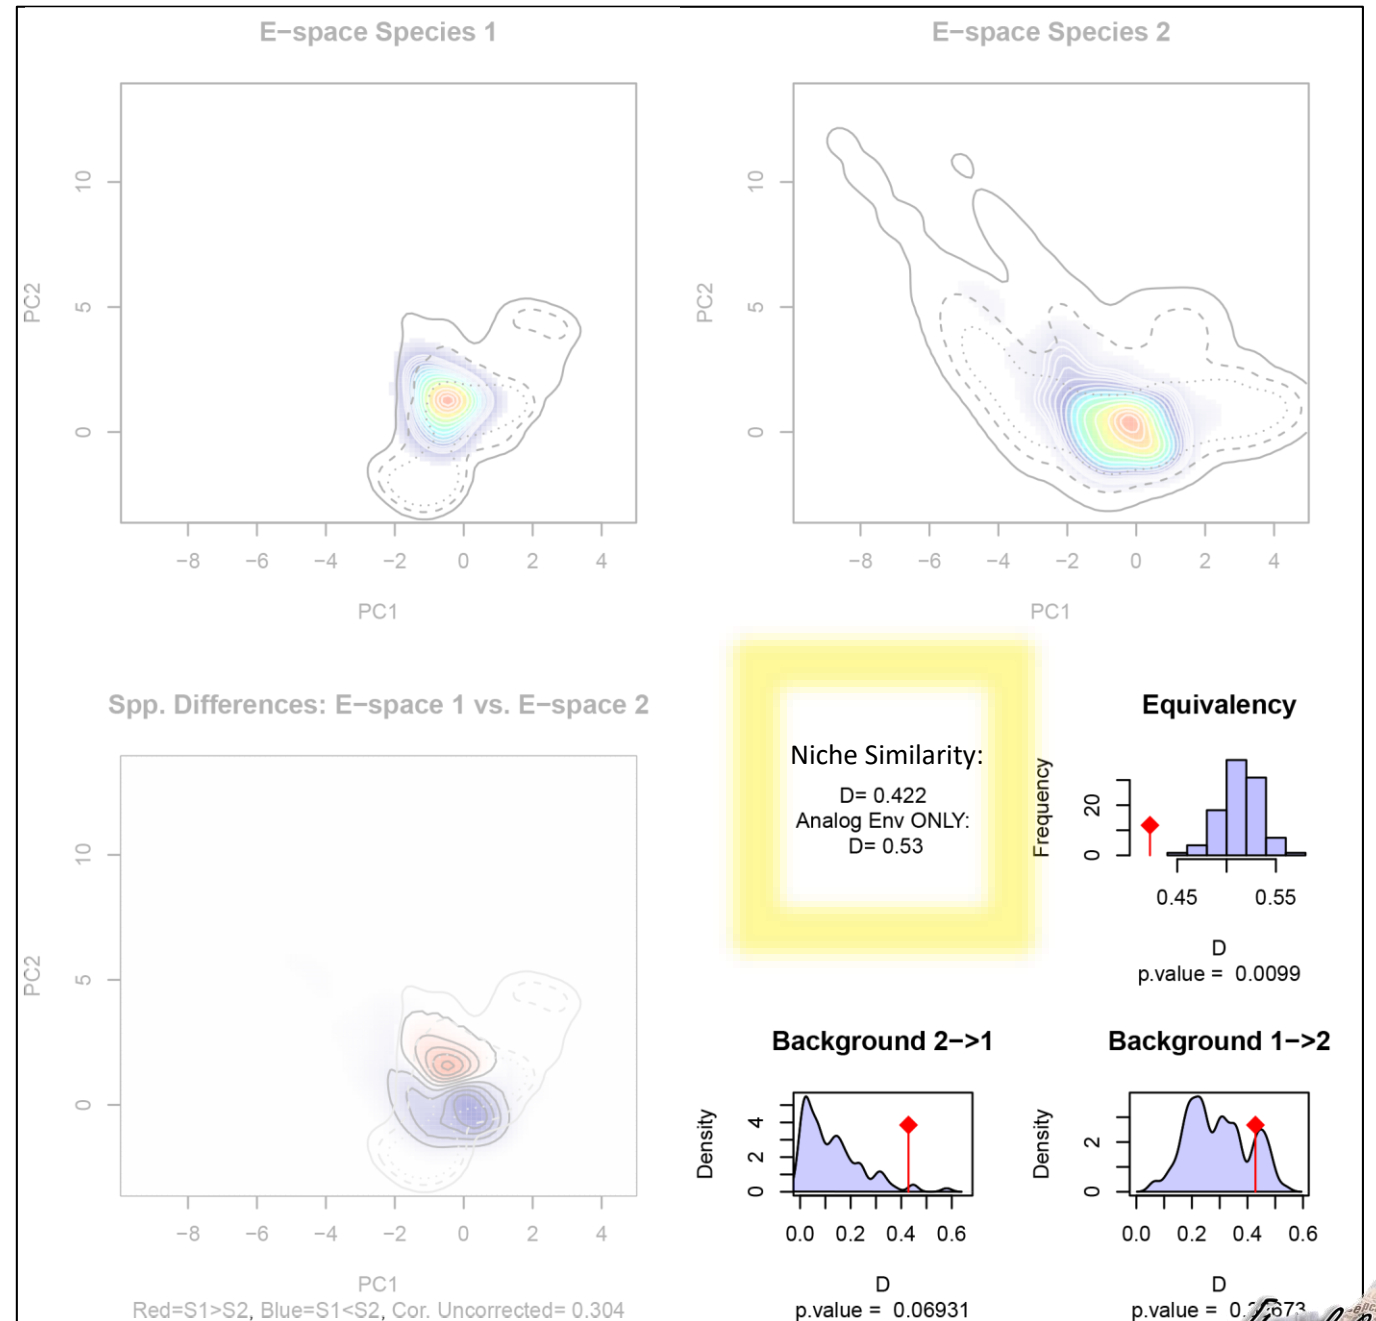 E−space Species 1
E−space Species 2
10
5
0
PC2
−8 −6 −4 −2 0 2 4
PC1
10
5
0
PC2
−8 −6 −4 −2 0 2 4
PC1
Spp. Differences: E−space 1 vs. E−space 2
10
5
0
PC2
−8 −6 −4 −2 0 2 4
PC1
Red=S1>S2, Blue=S1<S2, Cor. Uncorrected= 0.304
Niche Similarity:
D= 0.422
Analog Env ONLY:
D= 0.53
Equivalency
Frequency
20
0
0.45 0.55
D
p.value = 0.0099
Background 2−>1
Density
4
2
0
0.0 0.2 0.4 0.6
D
p.value = 0.06931
Background 1−>2
Density
2
0
0.0 0.2 0.4 0.6
D
p.value =